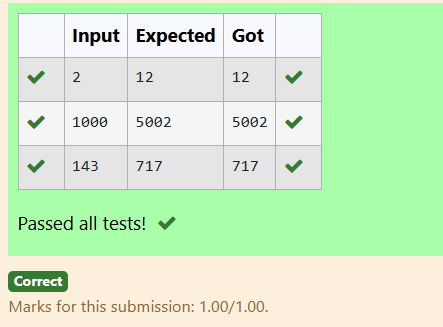 Input Expected Got
2 12 12
1000 5002 5002
143 717 717
Passed all tests!
Correct
Marks for this submission: 1.00/1.00.